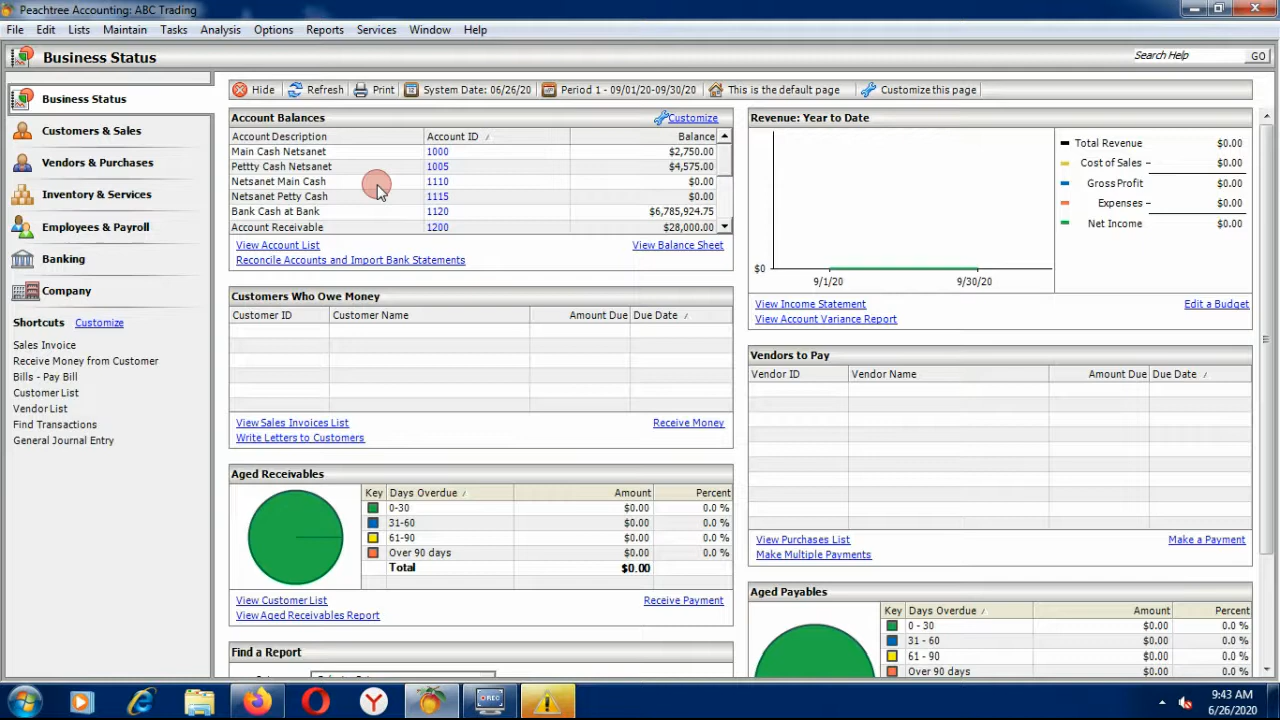 Peachtree Accounting: ABC Trading
File Edit Lists Maintain Tasks Analysis Options Reports Services Window Help
Business Status
Search Help GO
Business Status
Customers & Sales
Vendors & Purchases
Inventory & Services
Employees & Payroll
Banking
Company
Shortcuts Customize
Sales Invoice
Receive Money from Customer
Bills - Pay Bill
Customer List
Vendor List
Find Transactions
General Journal Entry
Hide Refresh Print System Date: 06/26/20 Period 1 - 09/01/20-09/30/20 This is the default page Customize this page
Account Balances Customize
Account Description Account ID / Balance
Main Cash Netsanet 1000 $2,750.00
Pettty Cash Netsanet 1005 $4,575.00
Netsanet Main Cash 1110 $0.00
Netsanet Petty Cash 1115 $0.00
Bank Cash at Bank 1120 $6,785,924.75
Account Receivable 1200 $28,000.00
View Account List View Balance Sheet
Reconcile Accounts and Import Bank Statements
Customers Who Owe Money
Customer ID Customer Name Amount Due Due Date /
View Sales Invoices List Receive Money
Write Letters to Customers
Aged Receivables
Key Days Overdue / Amount Percent
0-30 $0.00 0.0 %
31-60 $0.00 0.0 %
61-90 $0.00 0.0 %
Over 90 days $0.00 0.0 %
Total $0.00
View Customer List Receive Payment
View Aged Receivables Report
Find a Report
Revenue: Year to Date
$0
9/1/20 9/30/20
Total Revenue $0.00
Cost of Sales - $0.00
Gross Profit $0.00
Expenses - $0.00
Net Income $0.00
View Income Statement Edit a Budget
View Account Variance Report
Vendors to Pay
Vendor ID Vendor Name Amount Due Due Date /
View Purchases List Make a Payment
Make Multiple Payments
Aged Payables
Key Days Overdue / Amount Percent
0 - 30 $0.00 0.0 %
31 - 60 $0.00 0.0 %
61 - 90 $0.00 0.0 %
Over 90 days $0.00 0.0 %
REC
9:43 AM
6/26/2020